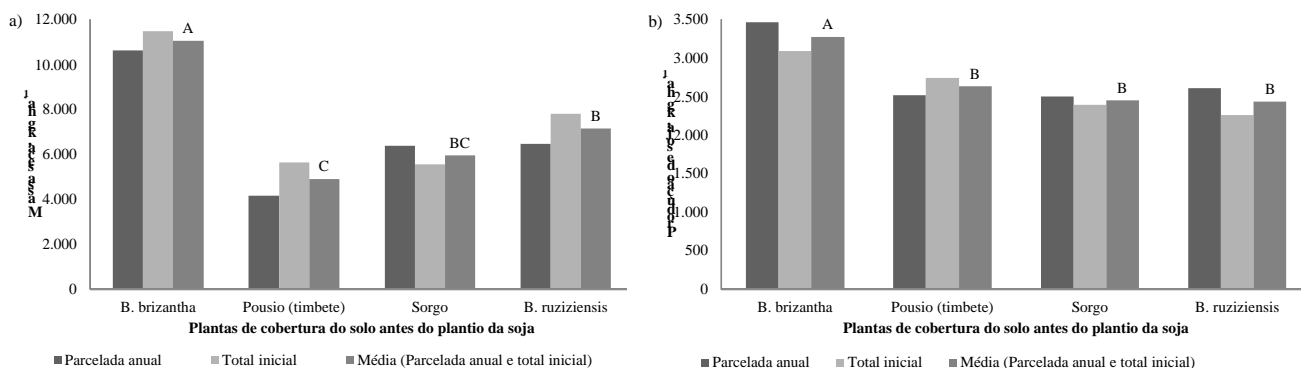 a)
12.000
10.000
8.000
6.000
4.000
2.000
0
Massa seca, kg ha
A
C
BC
B
B. brizantha
Pousio (timbete)
Sorgo
B. ruziziensis
Plantas de cobertura do solo antes do plantio da soja
Parcelada anual
Total inicial
Média (Parcelada anual e total inicial)
b)
3.500
3.000
2.500
2.000
1.500
1.000
500
0
A
B
B
B
B. brizantha
Pousio (timbete)
Sorgo
B. ruziziensis
Plantas de cobertura do solo antes do plantio da soja
Parcelada anual
Total inicial
Média (Parcelada anual e total inicial)